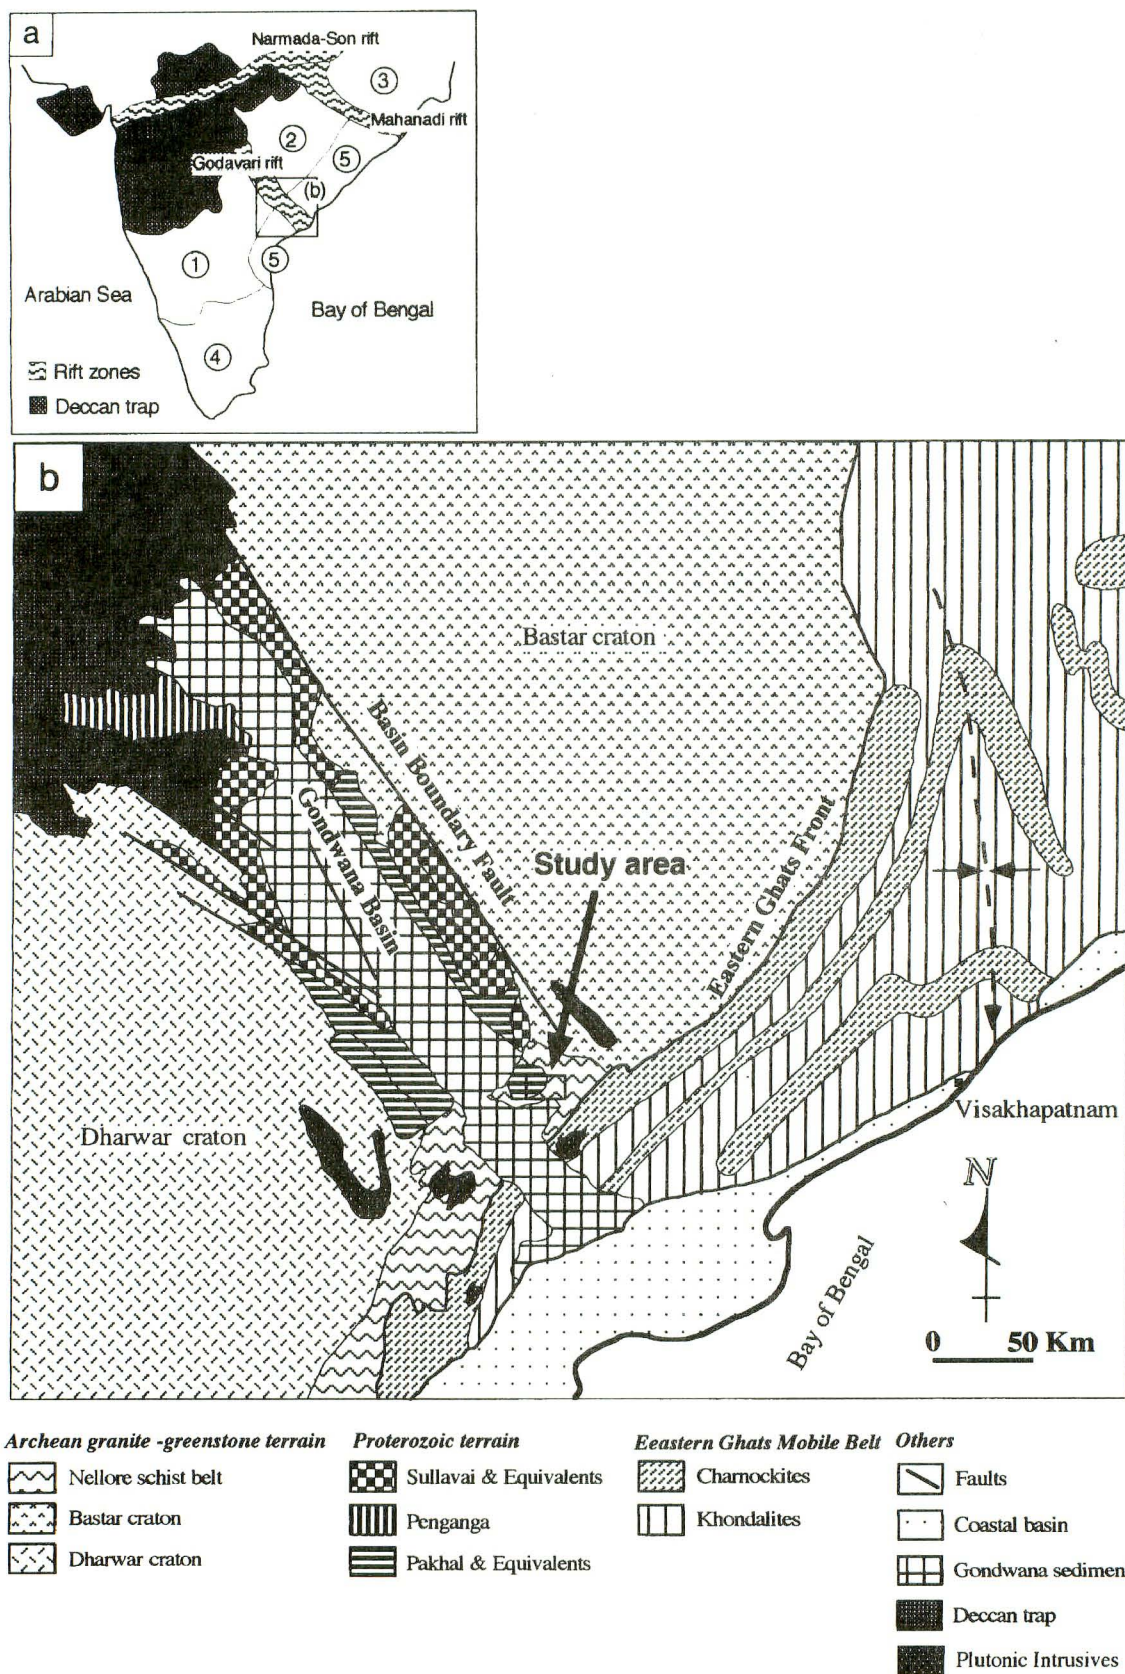 a
Narmada-Son rift
3
Mahanadi rift
2
5
Godavari rift
(b)
1
5
Arabian Sea
Bay of Bengal
4
Rift zones
Deccan trap
b
Bastar craton
Basin Boundary Fault
Gondwana Basin
Study area
Eastern Ghats Front
Dharwar craton
Visakhapatnam
N
Bay of Bengal
0 50 Km
Archean granite -greenstone terrain
Nellore schist belt
Bastar craton
Dharwar craton
Proterozoic terrain
Sullavai & Equivalents
Penganga
Pakhal & Equivalents
Eeastern Ghats Mobile Belt
Charnockites
Khondalites
Others
Faults
Coastal basin
Gondwana sedimen
Deccan trap
Plutonic Intrusives